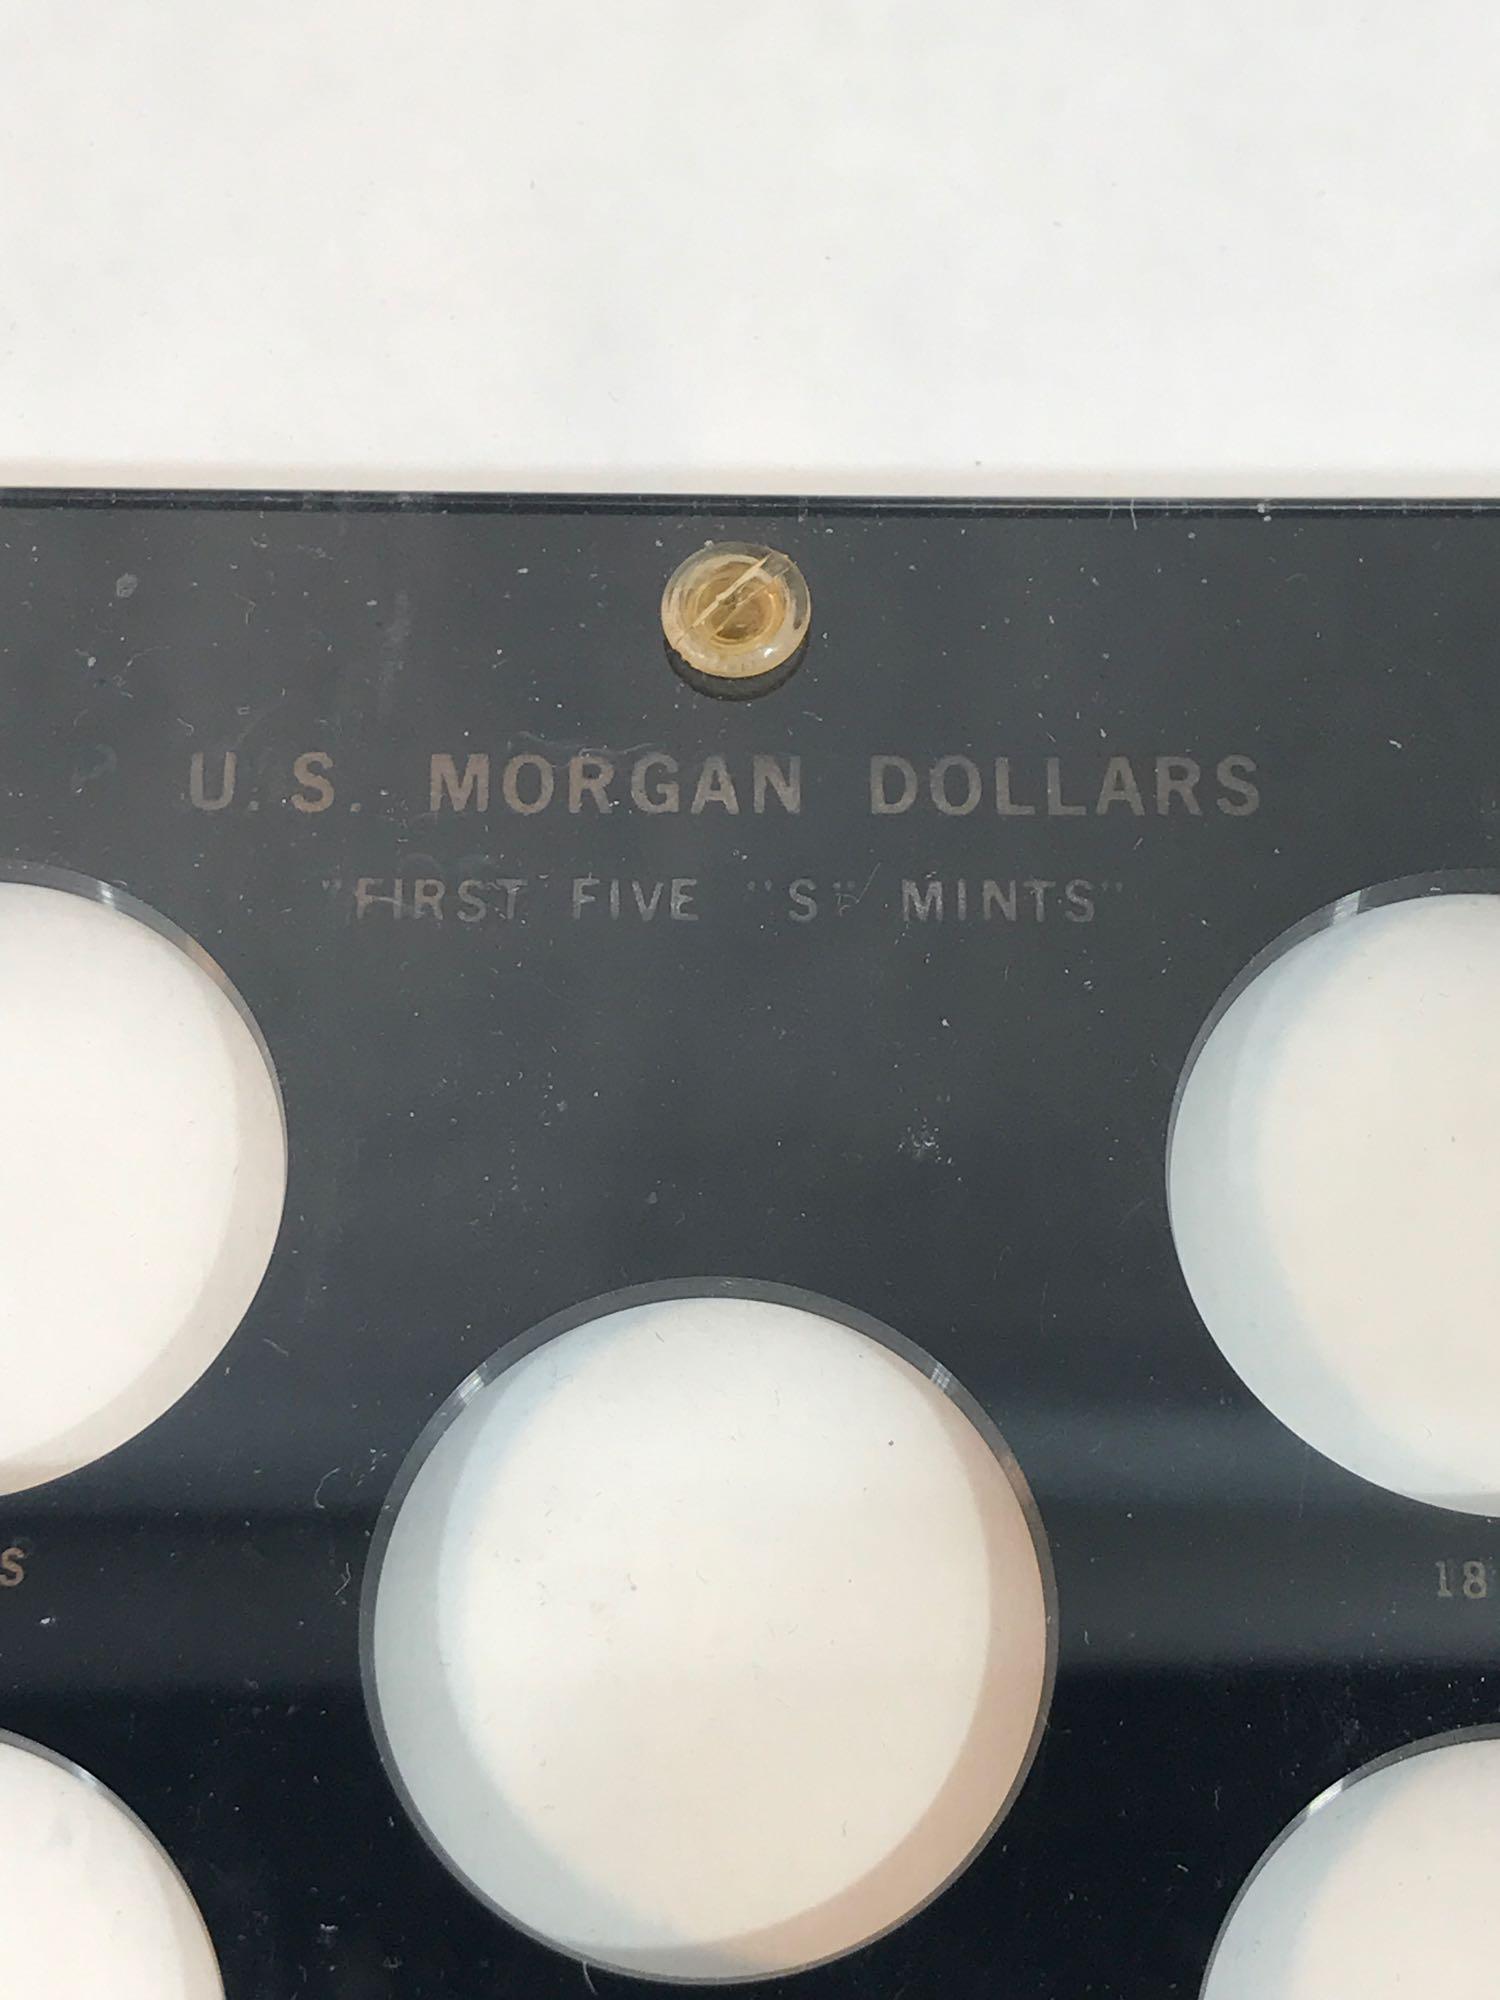 U.S. MORGAN DOLLARS
"FIRST FIVE "S" MINTS"
S
18